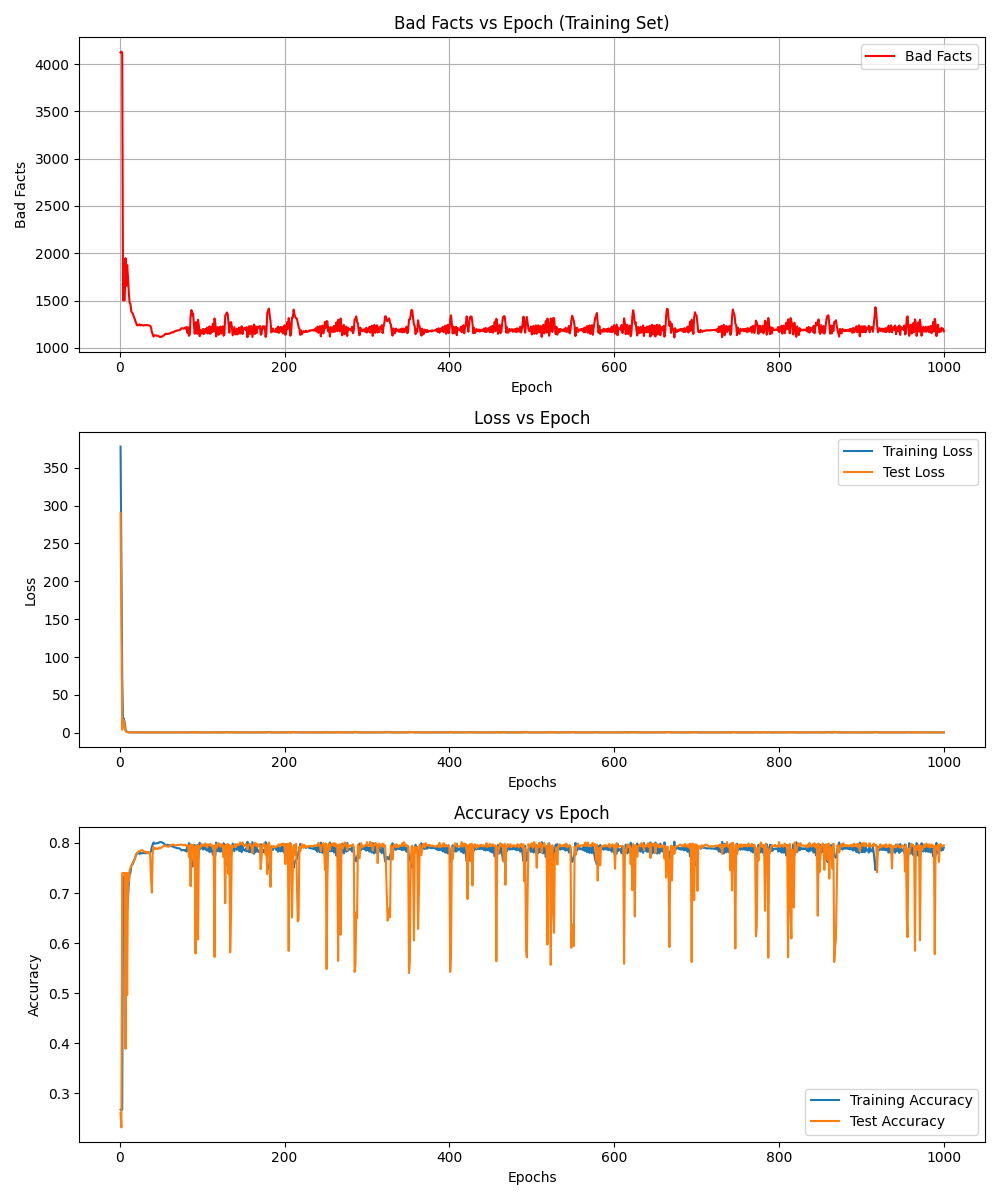 Bad Facts vs Epoch (Training Set)
Bad Facts
4000
3500
3000
2500
2000
1500
1000
Bad Facts
0 200 400 600 800 1000
Epoch
Loss vs Epoch
Training Loss
Test Loss
350
300
250
200
150
100
50
0
Loss
0 200 400 600 800 1000
Epochs
Accuracy vs Epoch
0.8
0.7
0.6
0.5
0.4
0.3
Accuracy
Training Accuracy
Test Accuracy
0 200 400 600 800 1000
Epochs